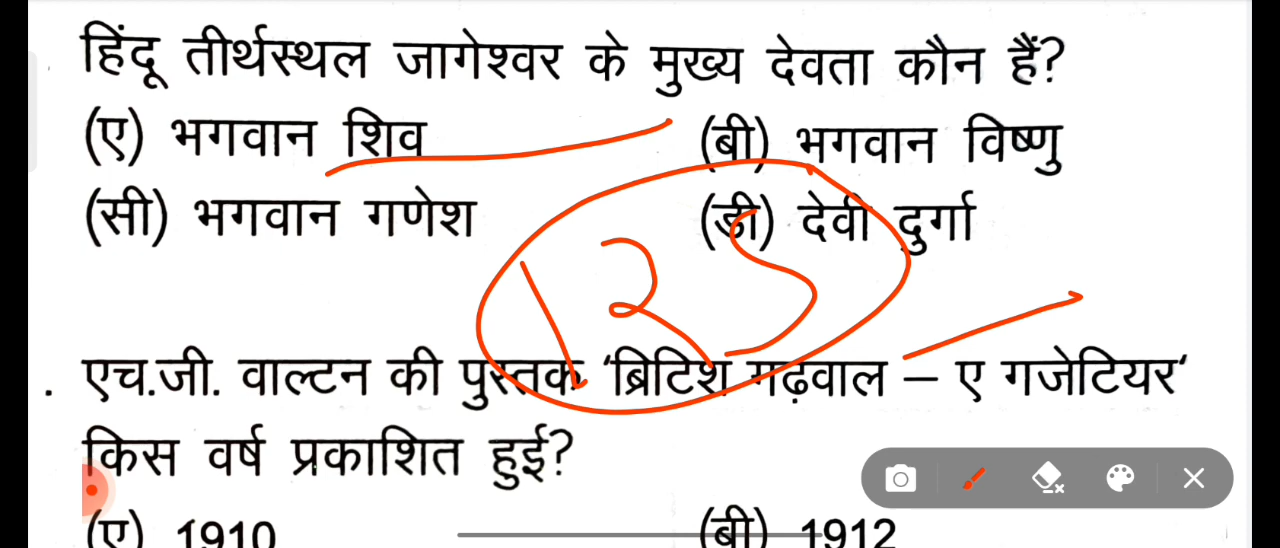 हिंदू तीर्थस्थल जागेश्वर के मुख्य देवता कौन हैं?
(ए) भगवान शिव (बी) भगवान विष्णु
(सी) भगवान गणेश (डी) देवी दुर्गा
125
. एच.जी. वाल्टन की पुस्तक 'ब्रिटिश गढ़वाल – ए गजेटियर'
किस वर्ष प्रकाशित हुई?
(ए) 1910 (बी) 1912